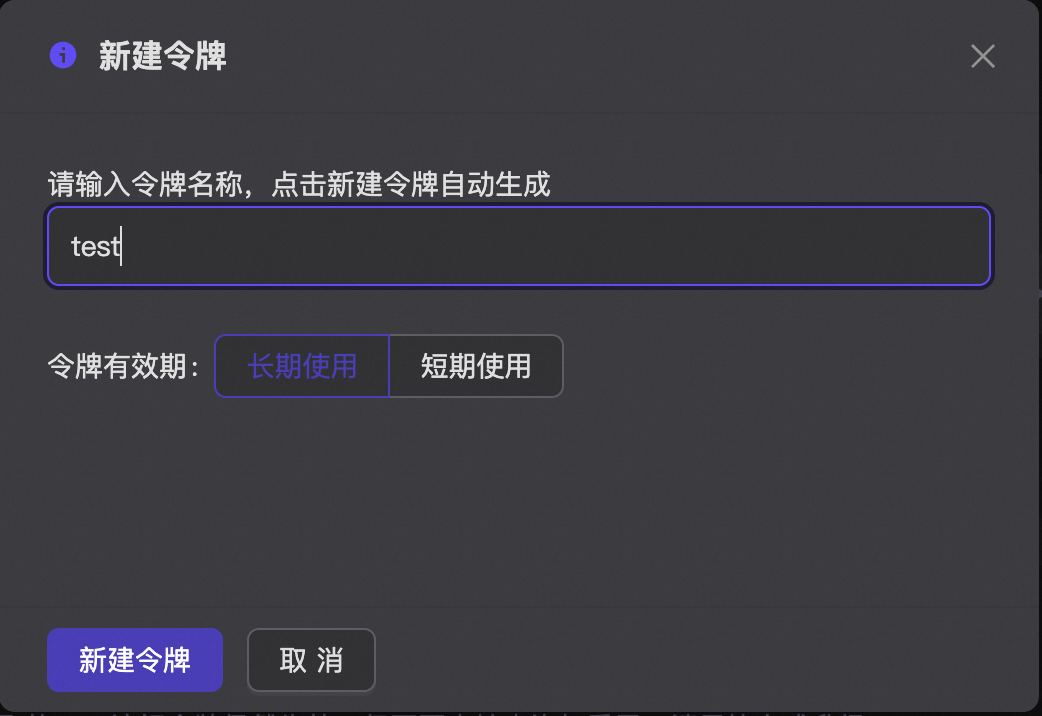 新建令牌
请输入令牌名称，点击新建令牌自动生成
test
令牌有效期： 长期使用 短期使用
新建令牌 取 消